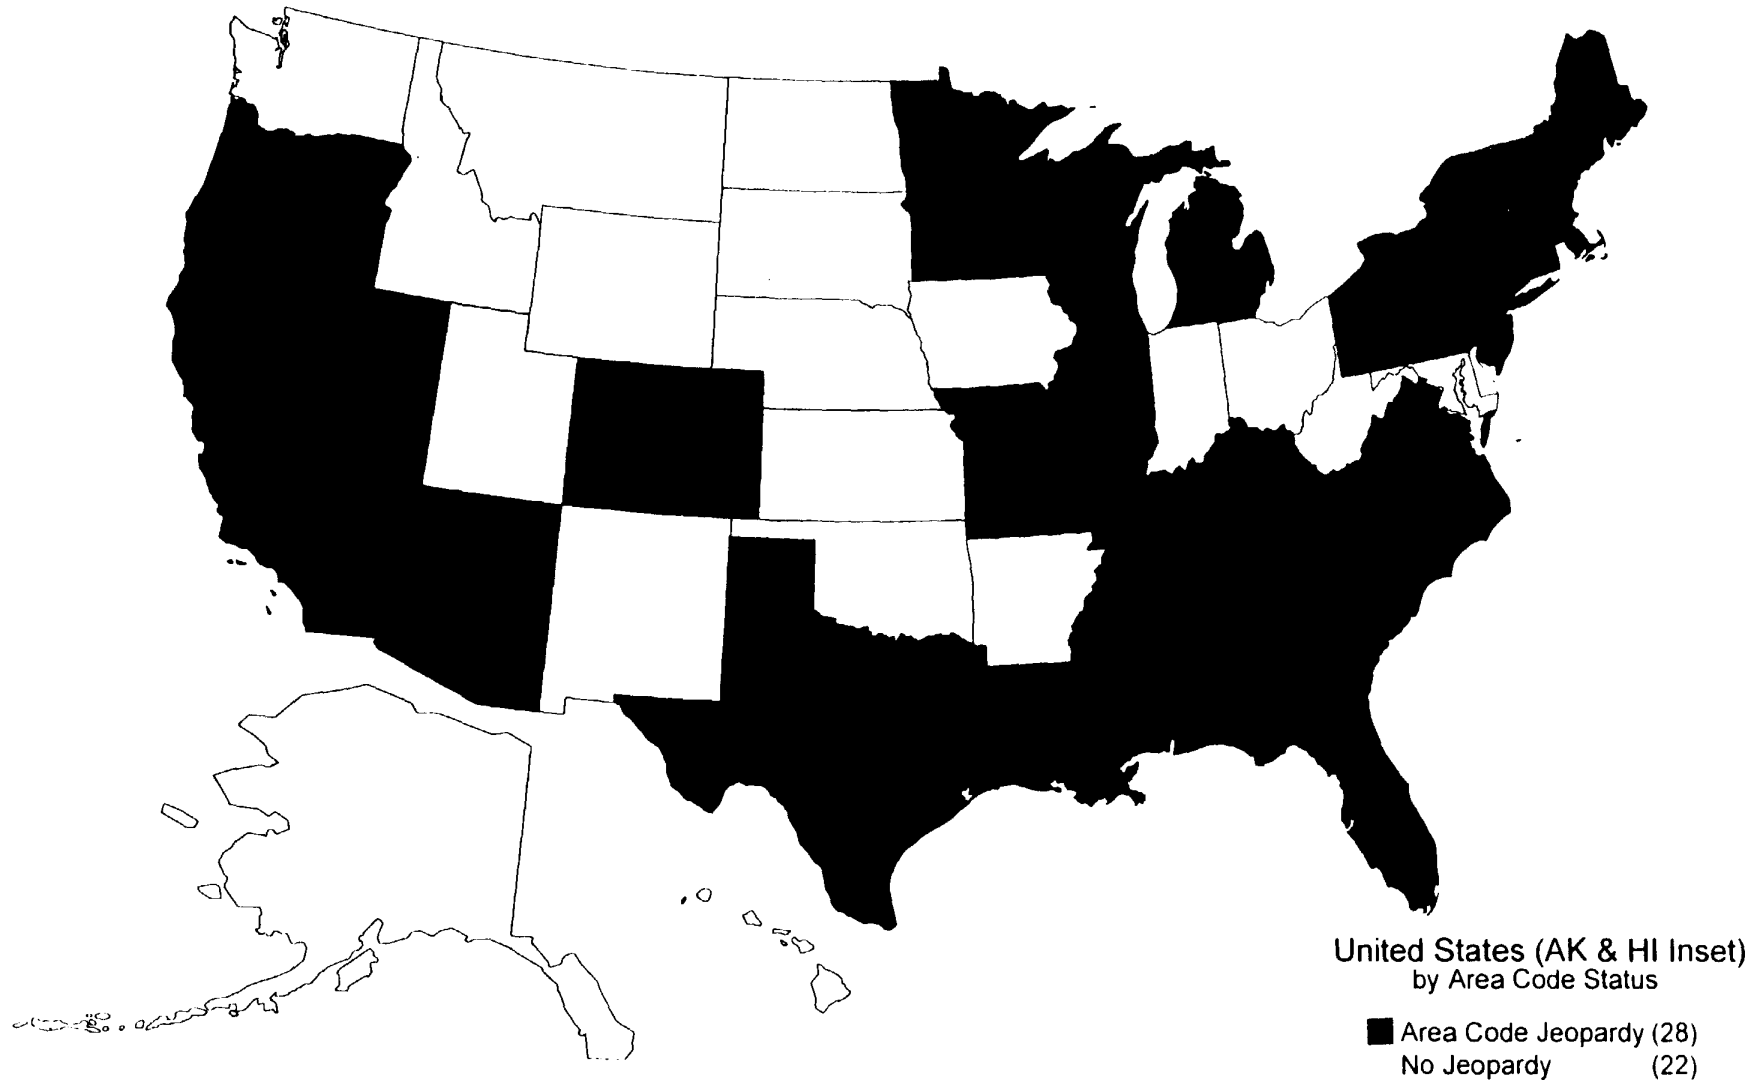 United States (AK & HI Inset)
by Area Code Status
Area Code Jeopardy (28)
No Jeopardy (22)